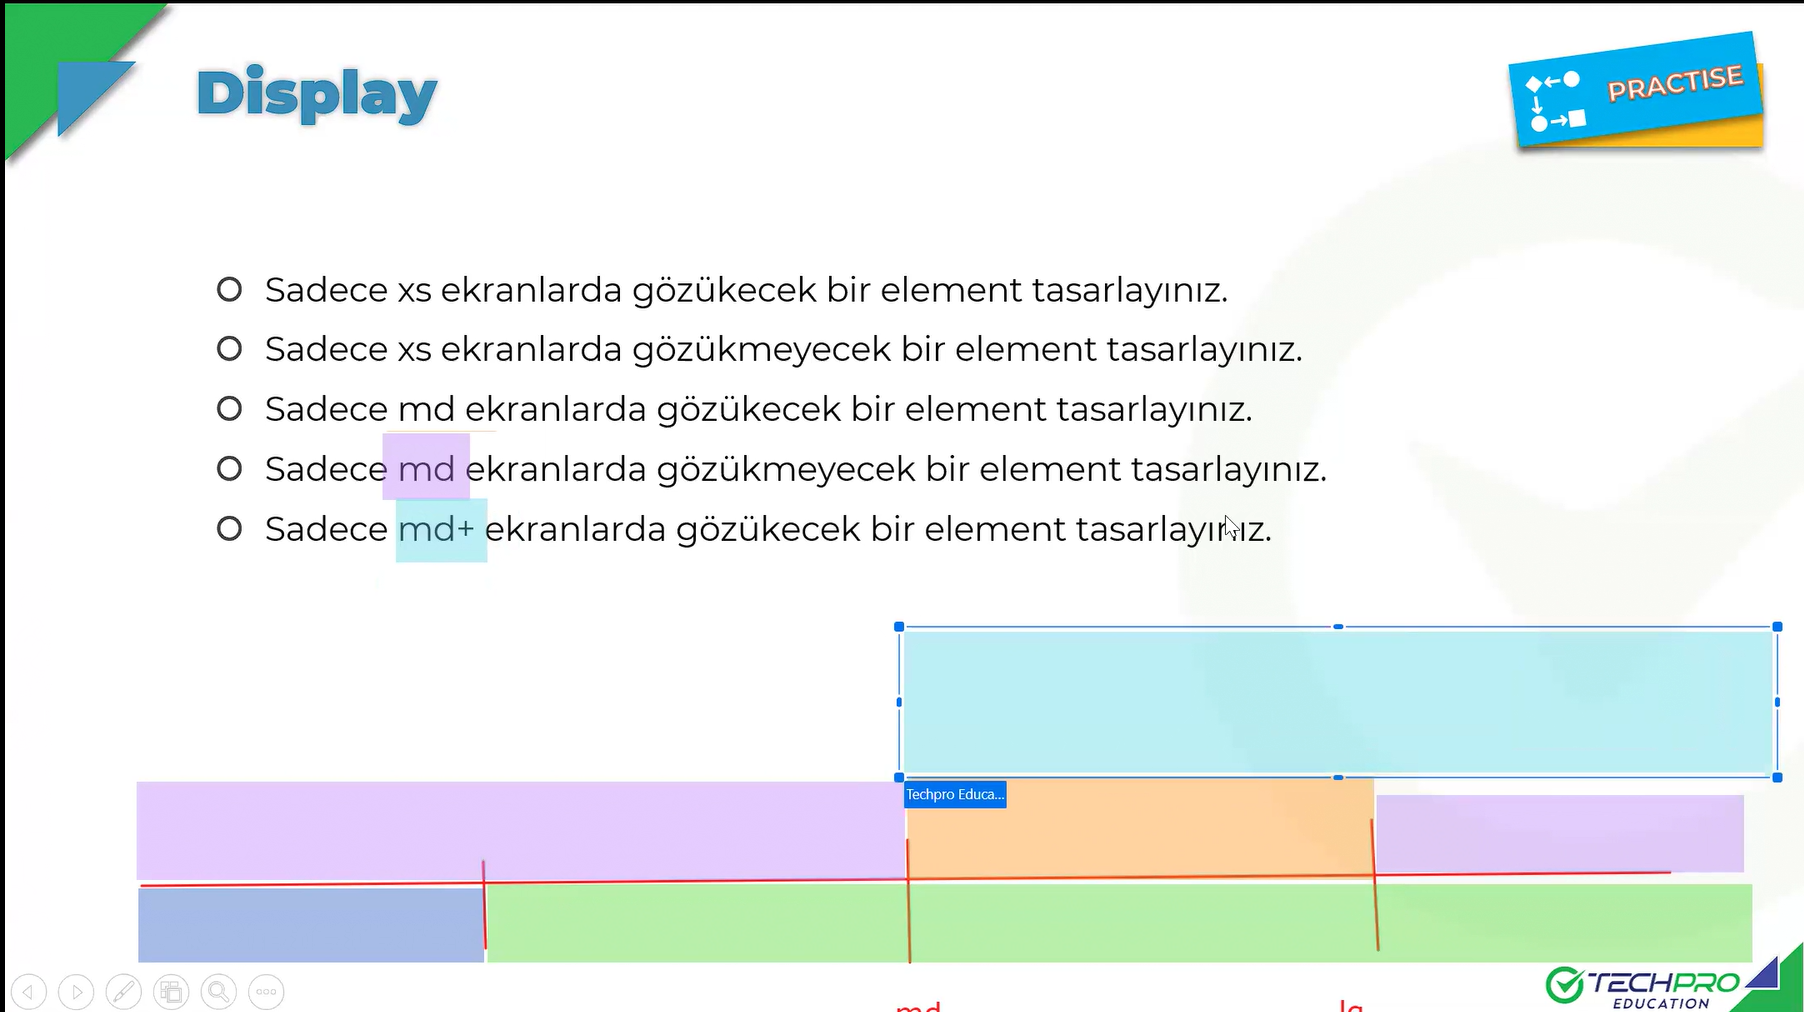 Display
PRACTISE
Sadece xs ekranlarda gözükecek bir element tasarlayınız.
Sadece xs ekranlarda gözükmeyecek bir element tasarlayınız.
Sadece md ekranlarda gözükecek bir element tasarlayınız.
Sadece md ekranlarda gözükmeyecek bir element tasarlayınız.
Sadece md+ ekranlarda gözükecek bir element tasarlayınız.
Techpro Educa...
TECHPRO
EDUCATION
md lg